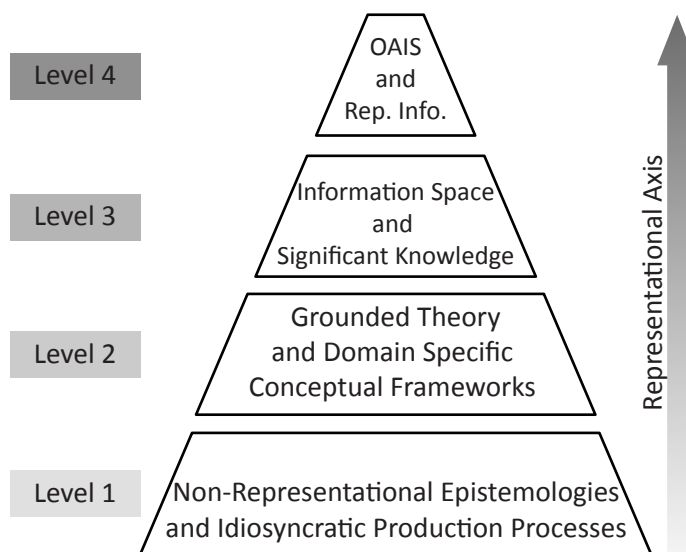 Level 4
OAIS
and
Rep. Info.
Level 3
Information Space
and
Significant Knowledge
Level 2
Grounded Theory
and Domain Specific
Conceptual Frameworks
Level 1
Non-Representational Epistemologies
and Idiosyncratic Production Processes
Representational Axis